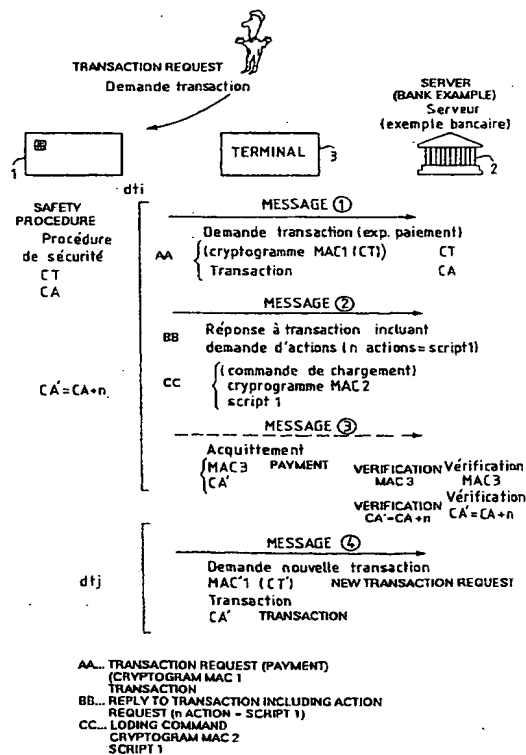 TRANSACTION REQUEST
Demande transaction
SERVER
(BANK EXAMPLE)
Serveur
(exemple bancaire)
1
TERMINAL
3
2
dti
SAFETY
PROCEDURE
Procédure
de sécurité
CT
CA
MESSAGE ①
AA
Demande transaction (exp. paiement)
(cryptogramme MAC1 (CT))
CT
Transaction
CA
MESSAGE ②
BB
Réponse à transaction incluant
demande d'actions (n actions = script1)
CA'=CA+n
CC
(commande de chargement)
cryprogramme MAC 2
script 1
MESSAGE ③
Acquittement
MAC3 PAYMENT
CA'
VERIFICATION
MAC 3
Vérification
MAC3
VERIFICATION
CA'-CA+n
Vérification
CA'=CA+n
dtj
MESSAGE ④
Demande nouvelle transaction
MAC'1 (CT') NEW TRANSACTION REQUEST
Transaction
CA' TRANSACTION
AA... TRANSACTION REQUEST (PAYMENT)
(CRYPTOGRAM MAC 1
TRANSACTION
BB... REPLY TO TRANSACTION INCLUDING ACTION
REQUEST (n ACTION - SCRIPT 1)
CC... LODING COMMAND
CRYPTOGRAM MAC 2
SCRIPT 1